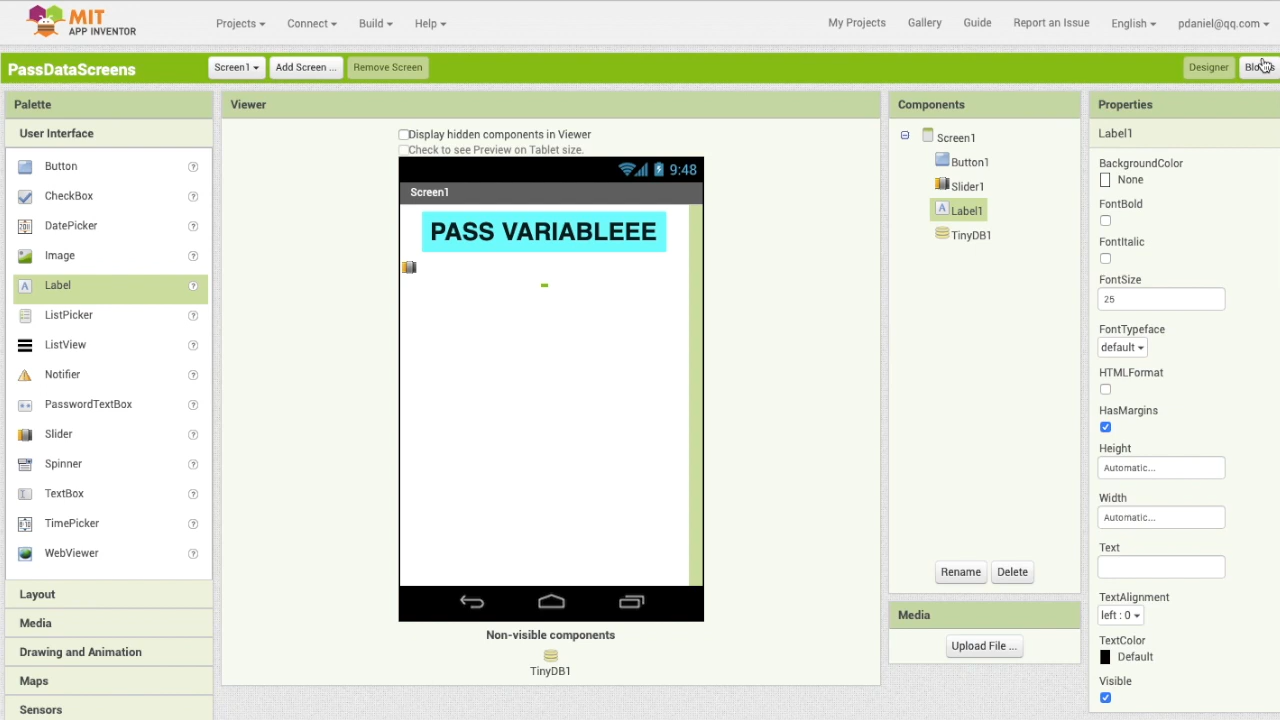 MIT
APP INVENTOR
Projects
Connect
Build
Help
My Projects
Gallery
Guide
Report an Issue
English
pdaniel@qq.com
PassDataScreens
Screen1
Add Screen ...
Remove Screen
Designer
Palette
User Interface
Button
CheckBox
DatePicker
Image
Label
ListPicker
ListView
Notifier
PasswordTextBox
Slider
Spinner
TextBox
TimePicker
WebViewer
Layout
Media
Drawing and Animation
Maps
Sensors
Viewer
Display hidden components in Viewer
Check to see Preview on Tablet size.
9:48
Screen1
PASS VARIABLEEE
Non-visible components
TinyDB1
Components
Screen1
Button1
Slider1
A Label1
TinyDB1
Rename
Delete
Media
Upload File ...
Properties
Label1
BackgroundColor
None
FontBold
FontItalic
FontSize
25
FontTypeface
default
HTMLFormat
HasMargins
Height
Automatic...
Width
Automatic...
Text
TextAlignment
left : 0
TextColor
Default
Visible